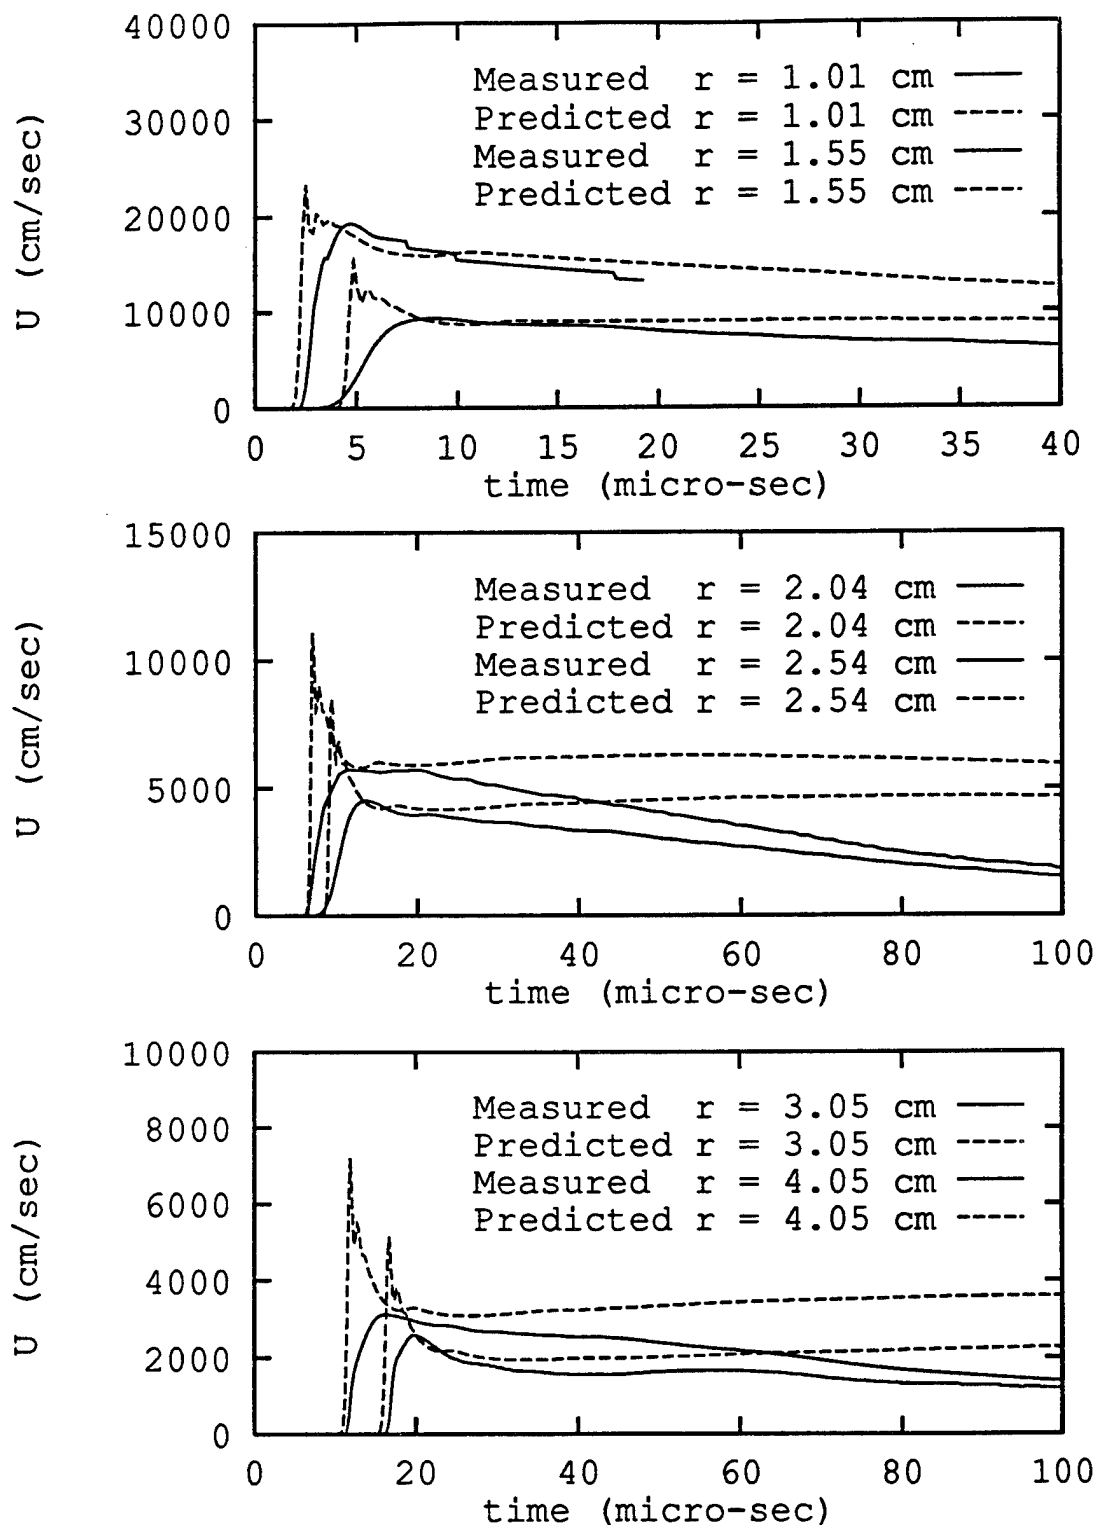 40000
30000
20000
10000
0
U (cm/sec)
Measured r = 1.01 cm
Predicted r = 1.01 cm
Measured r = 1.55 cm
Predicted r = 1.55 cm
0 5 10 15 20 25 30 35 40
time (micro-sec)
15000
10000
5000
0
U (cm/sec)
Measured r = 2.04 cm
Predicted r = 2.04 cm
Measured r = 2.54 cm
Predicted r = 2.54 cm
0 20 40 60 80 100
time (micro-sec)
10000
8000
6000
4000
2000
0
U (cm/sec)
Measured r = 3.05 cm
Predicted r = 3.05 cm
Measured r = 4.05 cm
Predicted r = 4.05 cm
0 20 40 60 80 100
time (micro-sec)